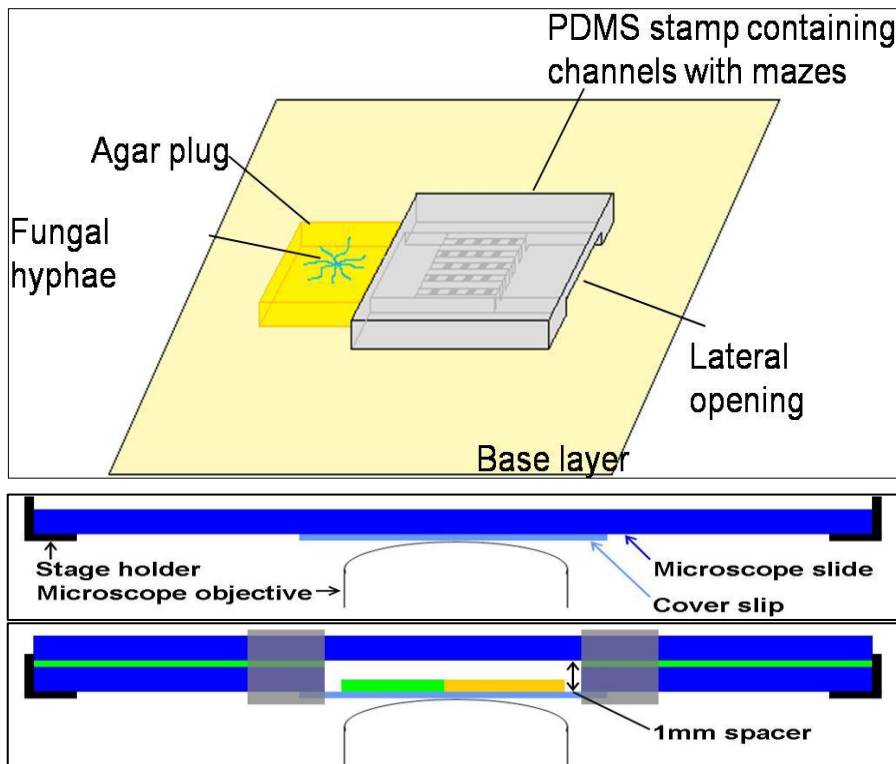 PDMS stamp containing
channels with mazes
Agar plug
Fungal
hyphae
Lateral
opening
Base layer
Stage holder
Microscope objective
Microscope slide
Cover slip
1mm spacer